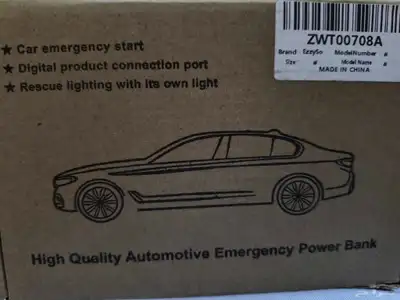 ★ Car emergency start
★ Digital product connection port
★ Rescue lighting with its own light
ZWT00708A
Brand EzzySo ModelNumber #
Size # Model Name #
MADE IN CHINA
High Quality Automotive Emergency Power Bank